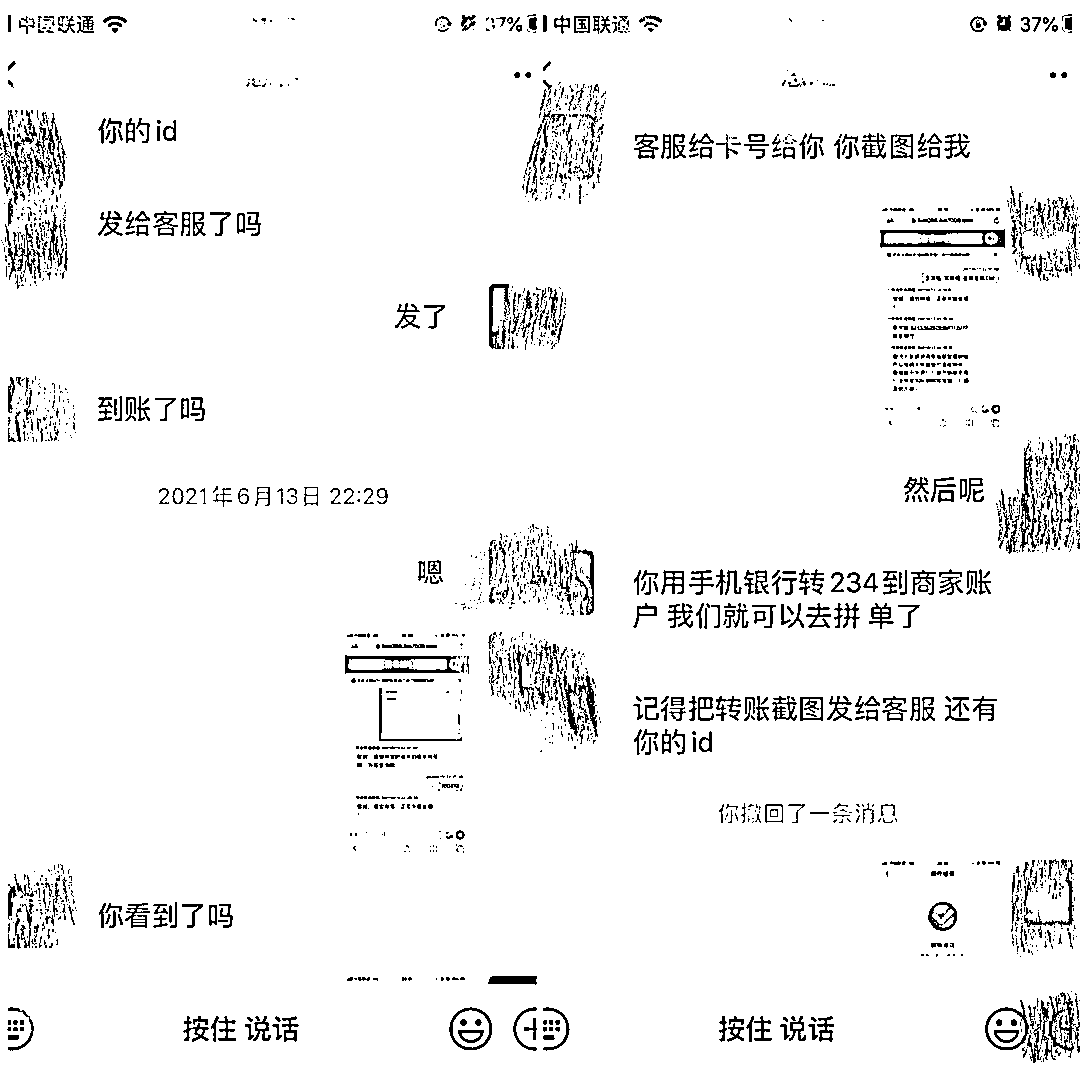 中国联通
37%
你的id
发给客服了吗
发了
到账了吗
2021年6月13日 22:29
嗯
你看到了吗
按住 说话
中国联通
37%
客服给卡号给你 你截图给我
然后呢
你用手机银行转234到商家账
户 我们就可以去拼 单了
记得把转账截图发给客服 还有
你的id
你撤回了一条消息
按住 说话